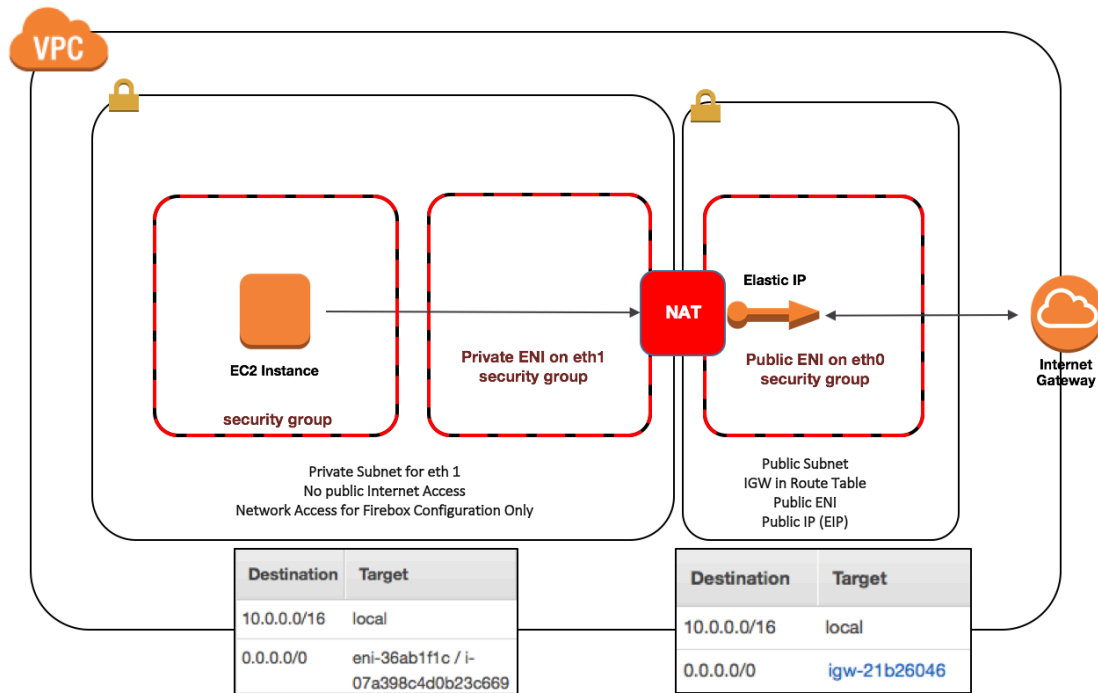 VPC
EC2 Instance
security group
Private ENI on eth1
security group
NAT
Elastic IP
Public ENI on eth0
security group
Internet
Gateway
Private Subnet for eth 1
No public Internet Access
Network Access for Firebox Configuration Only
Public Subnet
IGW in Route Table
Public ENI
Public IP (EIP)
Destination Target
10.0.0.0/16 local
0.0.0.0/0 eni-36ab1f1c / i-
07a398c4d0b23c669
Destination Target
10.0.0.0/16 local
0.0.0.0/0 igw-21b26046